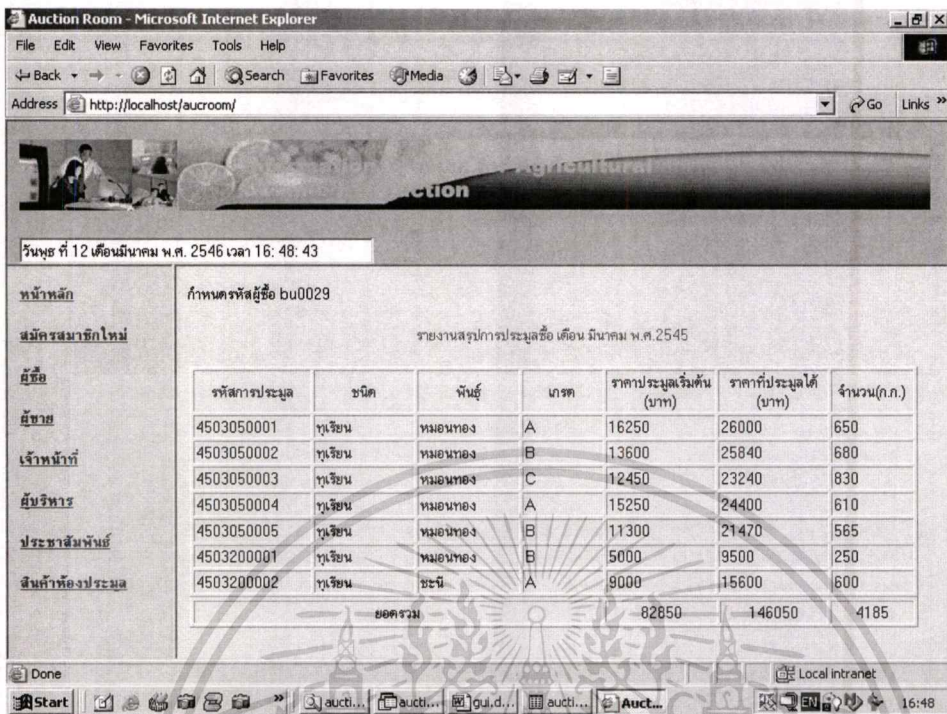 Auction Room - Microsoft Internet Explorer
File Edit View Favorites Tools Help
Back Search Favorites Media
Address http://localhost/aucroom/ Go Links »
Agricultural
วันพุธ ที่ 12 เดือนมีนาคม พ.ศ. 2546 เวลา 16: 48: 43
หน้าหลัก
สมัครสมาชิกใหม่
ผู้ซื้อ
ผู้ขาย
เจ้าหน้าที่
ผู้บริหาร
ประชาสัมพันธ์
สินค้าห้องประมูล
กำหนดรหัสผู้ซื้อ bu0029
รายงานสรุปการประมูลซื้อ เดือน มีนาคม พ.ศ.2545
รหัสการประมูล ชนิด พันธุ์ เกรด ราคาประมูลเริ่มต้น (บาท) ราคาที่ประมูลได้ (บาท) จำนวน(ก.ก.)
4503050001 ทุเรียน หมอนทอง A 16250 26000 650
4503050002 ทุเรียน หมอนทอง B 13600 25840 680
4503050003 ทุเรียน หมอนทอง C 12450 23240 830
4503050004 ทุเรียน หมอนทอง A 15250 24400 610
4503050005 ทุเรียน หมอนทอง B 11300 21470 565
4503200001 ทุเรียน หมอนทอง B 5000 9500 250
4503200002 ทุเรียน ชะนี A 9000 15600 600
ยอดรวม 82850 146050 4185
Done Local intranet
Start » aucti... aucti... gui,d... aucti... Auct... EN 16:48